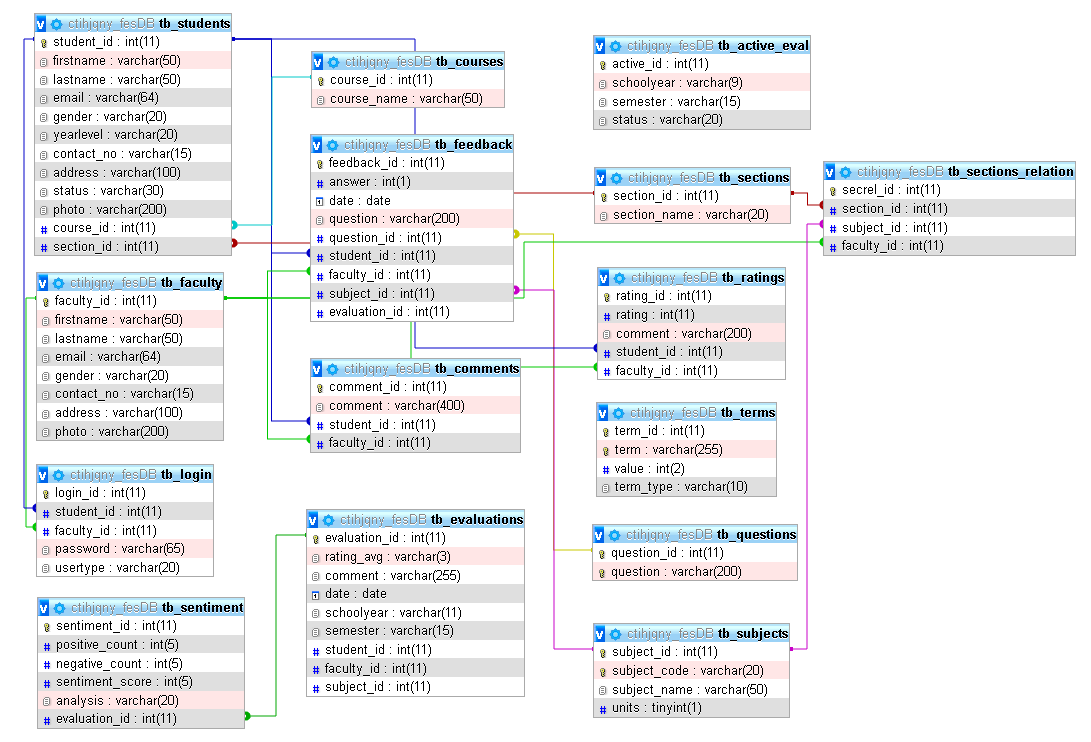 ctihjqny_fesDB tb_students
student_id : int(11)
firstname : varchar(50)
lastname : varchar(50)
email : varchar(64)
gender : varchar(20)
yearlevel : varchar(20)
contact_no : varchar(15)
address : varchar(100)
status : varchar(30)
photo : varchar(200)
course_id : int(11)
section_id : int(11)
ctihjqny_fesDB tb_faculty
faculty_id : int(11)
firstname : varchar(50)
lastname : varchar(50)
email : varchar(64)
gender : varchar(20)
contact_no : varchar(15)
address : varchar(100)
photo : varchar(200)
ctihjqny_fesDB tb_login
login_id : int(11)
student_id : int(11)
faculty_id : int(11)
password : varchar(65)
usertype : varchar(20)
ctihjqny_fesDB tb_sentiment
sentiment_id : int(11)
positive_count : int(5)
negative_count : int(5)
sentiment_score : int(5)
analysis : varchar(20)
evaluation_id : int(11)
ctihjqny_fesDB tb_courses
course_id : int(11)
course_name : varchar(50)
ctihjqny_fesDB tb_feedback
feedback_id : int(11)
answer : int(1)
date : date
question : varchar(200)
question_id : int(11)
student_id : int(11)
faculty_id : int(11)
subject_id : int(11)
evaluation_id : int(11)
ctihjqny_fesDB tb_comments
comment_id : int(11)
comment : varchar(400)
student_id : int(11)
faculty_id : int(11)
ctihjqny_fesDB tb_evaluations
evaluation_id : int(11)
rating_avg : varchar(3)
comment : varchar(255)
date : date
schoolyear : varchar(11)
semester : varchar(15)
student_id : int(11)
faculty_id : int(11)
subject_id : int(11)
ctihjqny_fesDB tb_active_eval
active_id : int(11)
schoolyear : varchar(9)
semester : varchar(15)
status : varchar(20)
ctihjqny_fesDB tb_sections
section_id : int(11)
section_name : varchar(20)
ctihjqny_fesDB tb_ratings
rating_id : int(11)
rating : int(11)
comment : varchar(200)
student_id : int(11)
faculty_id : int(11)
ctihjqny_fesDB tb_terms
term_id : int(11)
term : varchar(255)
value : int(2)
term_type : varchar(10)
ctihjqny_fesDB tb_questions
question_id : int(11)
question : varchar(200)
ctihjqny_fesDB tb_subjects
subject_id : int(11)
subject_code : varchar(20)
subject_name : varchar(50)
units : tinyint(1)
ctihjqny_fesDB tb_sections_relation
secrel_id : int(11)
section_id : int(11)
subject_id : int(11)
faculty_id : int(11)